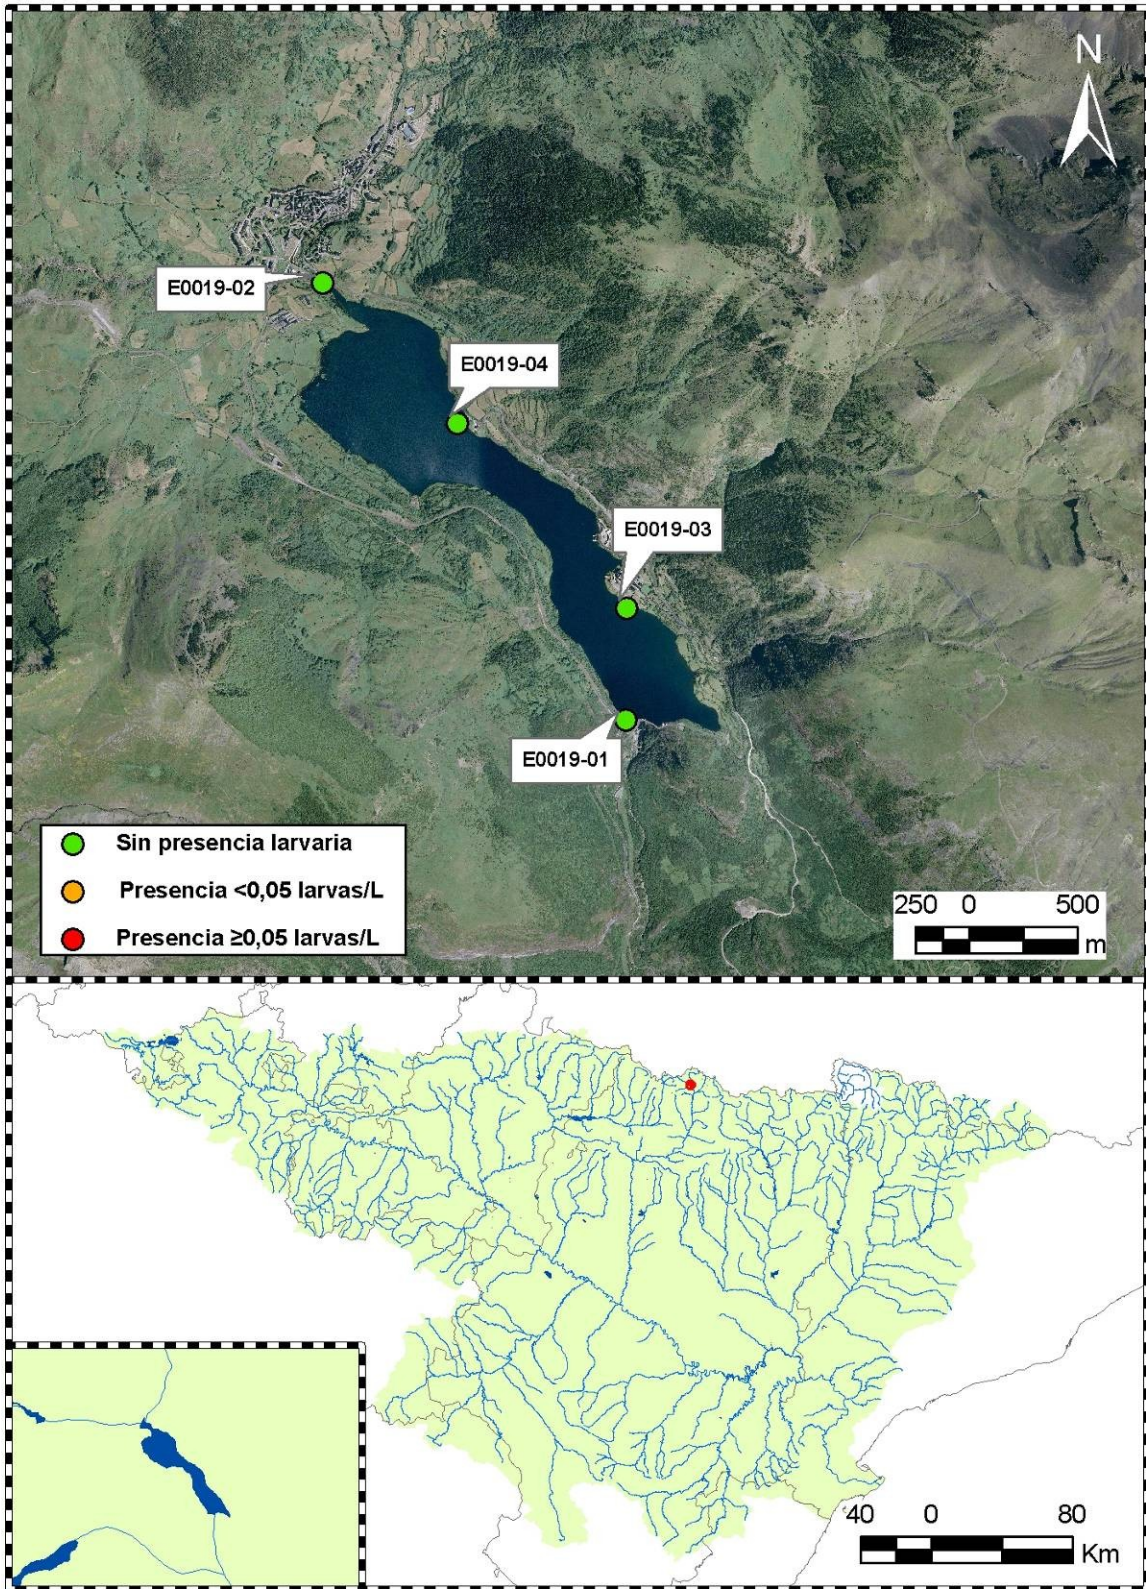 N
E0019-02
E0019-04
E0019-03
E0019-01
Sin presencia larvaria
Presencia <0,05 larvas/L
Presencia ≥0,05 larvas/L
250 0 500
m
40 0 80
Km